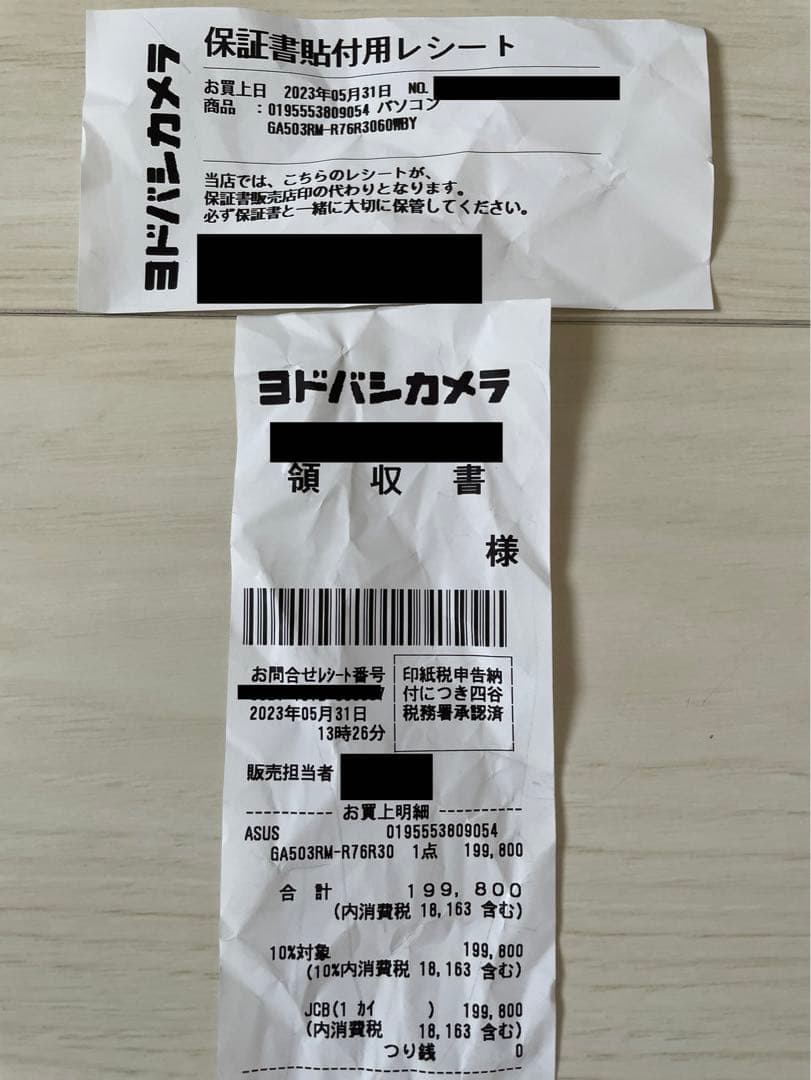 ヨドバシカメラ
保証書貼付用レシート
お買上日 2023年05月31日 NO.
商品 :0195553809054 パソコン
GA503RM-R76R3060WBY
当店では、こちらのレシートが、
保証書販売店印の代わりとなります。
必ず保証書と一緒に大切に保管してください。
ヨドバシカメラ
領 収 書
様
お問合せレシート番号
2023年05月31日
13時26分
印紙税申告納
付につき四谷
税務署承認済
販売担当者
お買上明細
ASUS 0195553809054
GA503RM-R76R30 1点 199,800
合 計 199,800
(内消費税 18,163 含む)
10%対象 199,800
(10%内消費税 18,163 含む)
JCB(1 カイ ) 199,800
(内消費税 18,163 含む)
つり銭 0